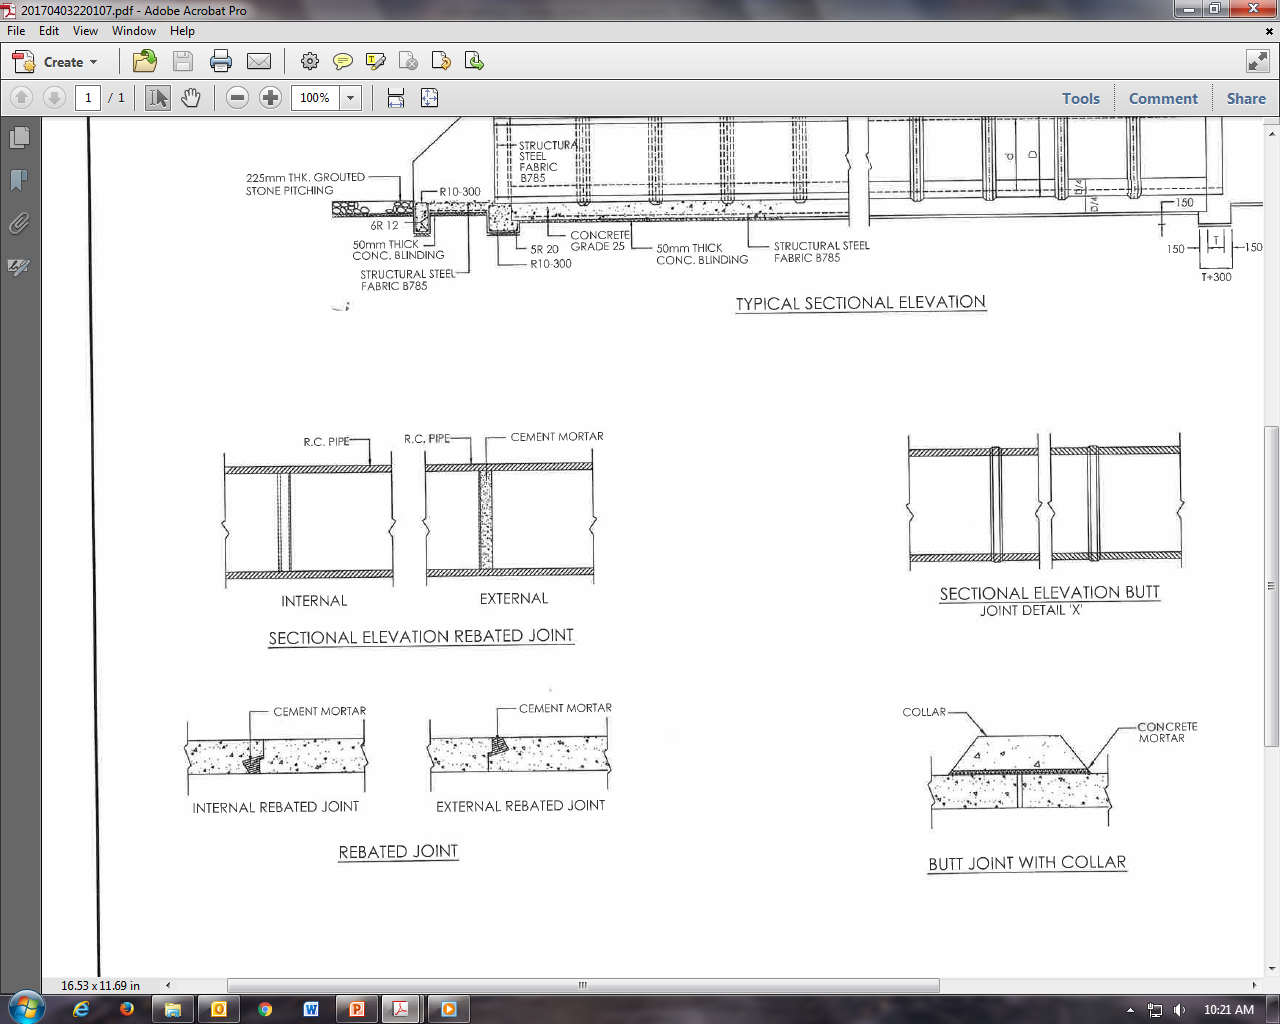 20170403220107.pdf - Adobe Acrobat Pro
File Edit View Window Help
Create
1 / 1
100%
Tools Comment Share
STRUCTURAL
STEEL
FABRIC
B785
225mm THK. GROUTED
STONE PITCHING
R10-300
6R 12
50mm THICK
CONC. BLINDING
STRUCTURAL STEEL
FABRIC B785
5R 20
R10-300
CONCRETE
GRADE 25
50mm THICK
CONC. BLINDING
STRUCTURAL STEEL
FABRIC B785
d
D
D/4
D/4
150
150
T
150
T+300
TYPICAL SECTIONAL ELEVATION
R.C. PIPE
R.C. PIPE
CEMENT MORTAR
INTERNAL
EXTERNAL
SECTIONAL ELEVATION REBATED JOINT
SECTIONAL ELEVATION BUTT
JOINT DETAIL 'X'
CEMENT MORTAR
CEMENT MORTAR
INTERNAL REBATED JOINT
EXTERNAL REBATED JOINT
REBATED JOINT
COLLAR
CONCRETE
MORTAR
BUTT JOINT WITH COLLAR
16.53 x 11.69 in
10:21 AM